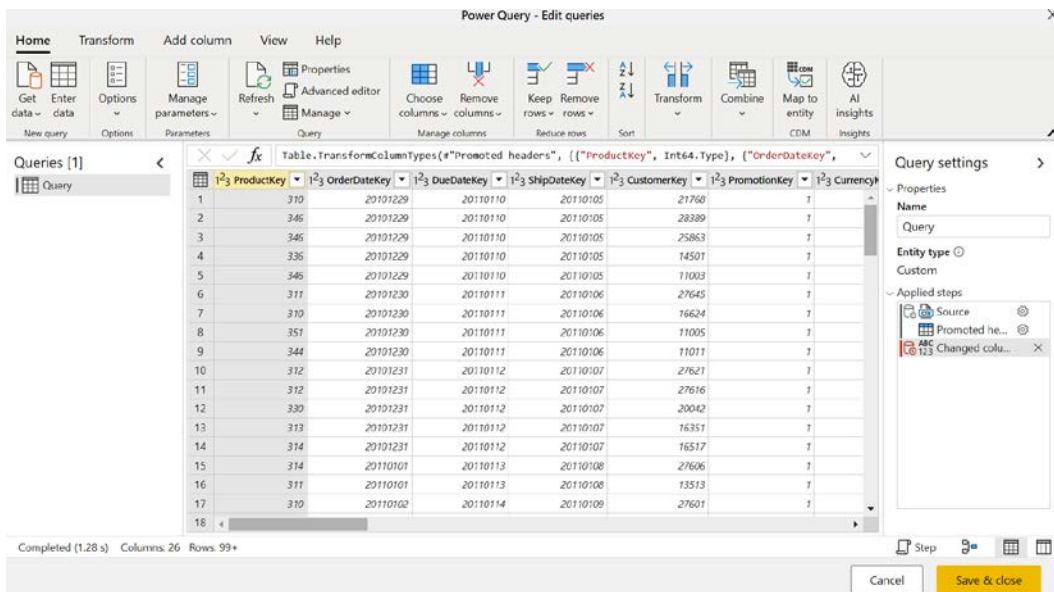 Power Query - Edit queries
Home Transform Add column View Help
Get data Enter data Options Manage parameters Refresh Properties Advanced editor Manage Choose columns Remove columns Keep rows Remove rows Transform Combine Map to entity AI insights
New query Options Parameters Query Manage columns Reduce rows Sort CDM Insights
Queries [1]
Query
fx Table.TransformColumnTypes(#"Promoted headers", {{"ProductKey", Int64.Type}, {"OrderDateKey",
ProductKey OrderDateKey DueDateKey ShipDateKey CustomerKey PromotionKey
1 310 20101229 20110110 20110105 21768 1
2 346 20101229 20110110 20110105 28389 1
3 346 20101229 20110110 20110105 25863 1
4 336 20101229 20110110 20110105 14501 1
5 346 20101229 20110110 20110105 11003 1
6 311 20101230 20110111 20110106 27645 1
7 310 20101230 20110111 20110106 16624 1
8 351 20101230 20110111 20110106 11005 1
9 344 20101230 20110111 20110106 11011 1
10 312 20101231 20110112 20110107 27621 1
11 312 20101231 20110112 20110107 27616 1
12 330 20101231 20110112 20110107 20042 1
13 313 20101231 20110112 20110107 16351 1
14 314 20101231 20110112 20110107 16517 1
15 314 20110101 20110113 20110108 27606 1
16 311 20110101 20110113 20110108 13513 1
17 310 20110102 20110114 20110109 27601 1
18
Query settings
Properties
Name
Query
Entity type
Custom
Applied steps
Source
Promoted he...
ABC
123 Changed colu...
Completed (1.28 s) Columns: 26 Rows: 99+
Step
Cancel Save & close